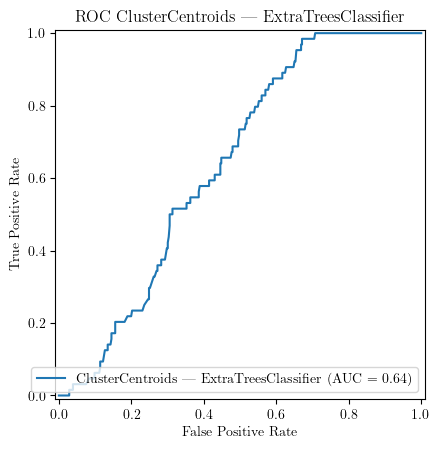 ROC ClusterCentroids — ExtraTreesClassifier
1.0
0.8
0.6
0.4
0.2
0.0
True Positive Rate
ClusterCentroids — ExtraTreesClassifier (AUC = 0.64)
0.0 0.2 0.4 0.6 0.8 1.0
False Positive Rate